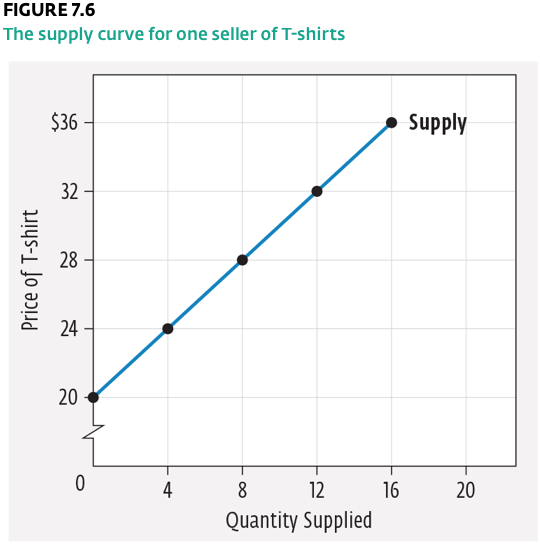 FIGURE 7.6
The supply curve for one seller of T-shirts
$36
Supply
32
28
24
20
0
4 8 12 16 20
Price of T-shirt
Quantity Supplied